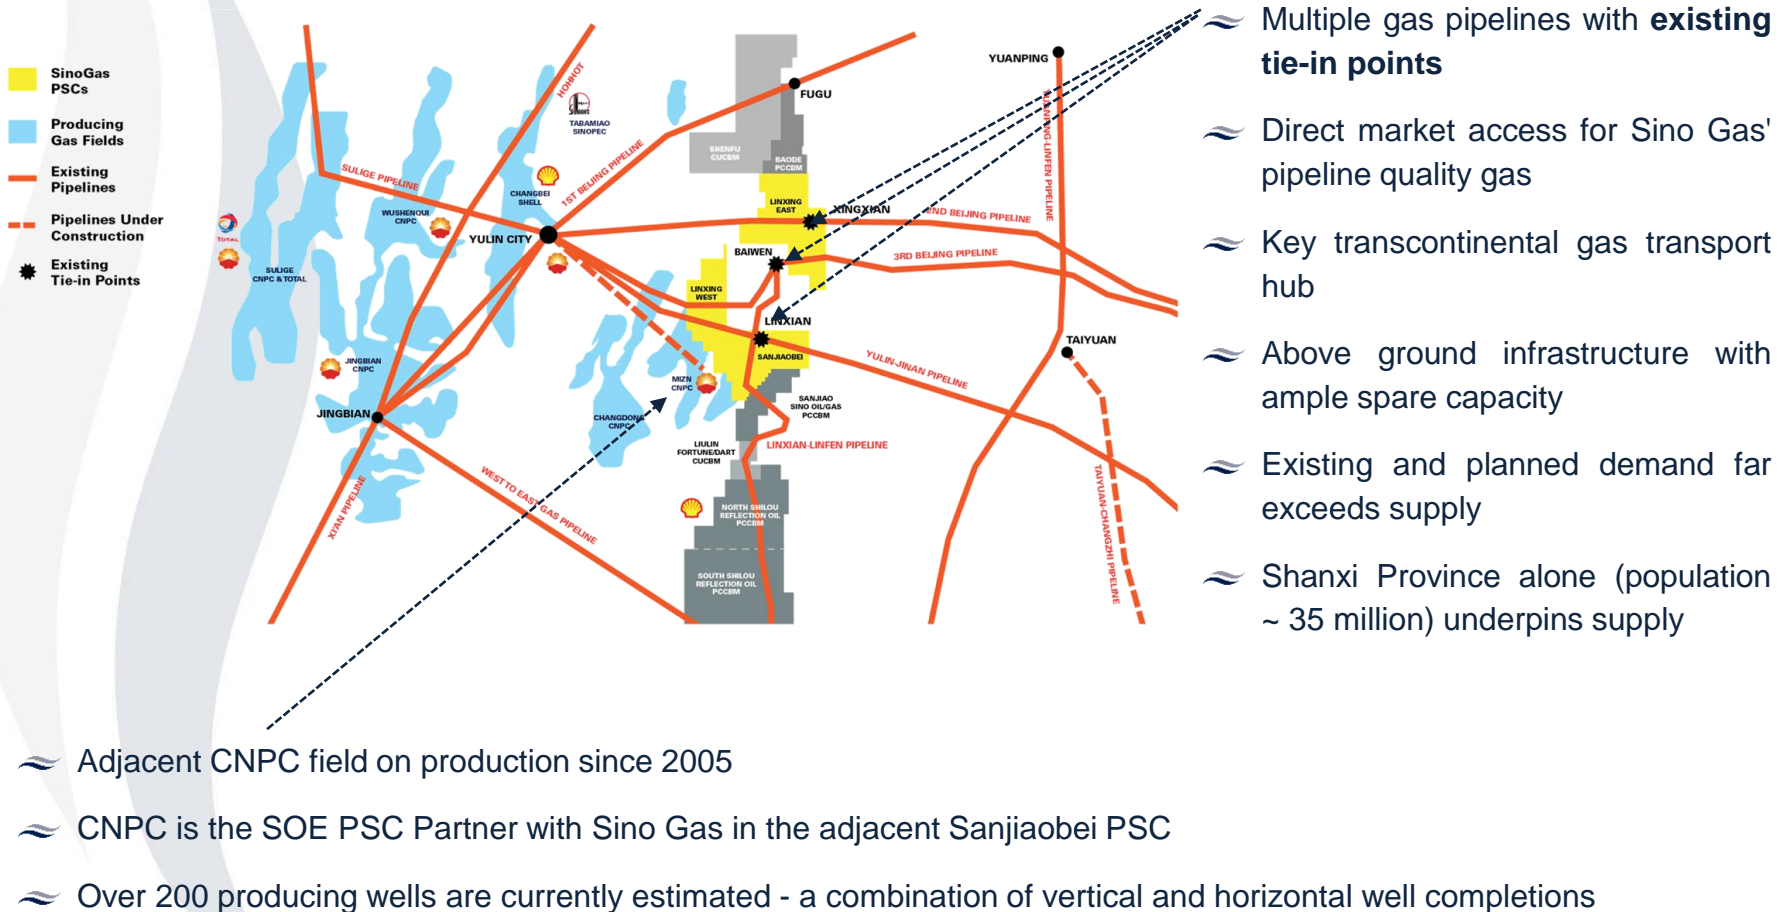 SinoGas
PSCs
Producing
Gas Fields
Existing
Pipelines
Pipelines Under
Construction
Existing
Tie-in Points
HOHHOT
Sinopec
TABAMIAO
SINOPEC
FUGU
YUANPING
YUANPING-LINFEN PIPELINE
SHENFU
CUCBM
BAODE
PCCBM
SULIGE PIPELINE
1ST BEIJING PIPELINE
CHANGBEI
SHELL
WUSHENQUI
CNPC
TOTAL
YULIN CITY
SULIGE
CNPC & TOTAL
LINXING
EAST
XINGXIAN
2ND BEIJING PIPELINE
BAIWEN
3RD BEIJING PIPELINE
LINXING
WEST
LINXIAN
SANJIAOBEI
YULIN-JINAN PIPELINE
TAIYUAN
JINGBIAN
CNPC
MIZN
CNPC
JINGBIAN
CHANGDONG
CNPC
SANJIAO
SINO OIL/GAS
PCCBM
LIULIN
FORTUNE/DART
CUCBM
LINXIAN-LINFEN PIPELINE
XI'AN PIPELINE
WEST TO EAST GAS PIPELINE
NORTH SHILOU
REFLECTION OIL
PCCBM
SOUTH SHILOU
REFLECTION OIL
PCCBM
TAIYUAN-CHANGZHI PIPELINE
Multiple gas pipelines with existing
tie-in points
Direct market access for Sino Gas'
pipeline quality gas
Key transcontinental gas transport
hub
Above ground infrastructure with
ample spare capacity
Existing and planned demand far
exceeds supply
Shanxi Province alone (population
~ 35 million) underpins supply
Adjacent CNPC field on production since 2005
CNPC is the SOE PSC Partner with Sino Gas in the adjacent Sanjiaobei PSC
Over 200 producing wells are currently estimated - a combination of vertical and horizontal well completions